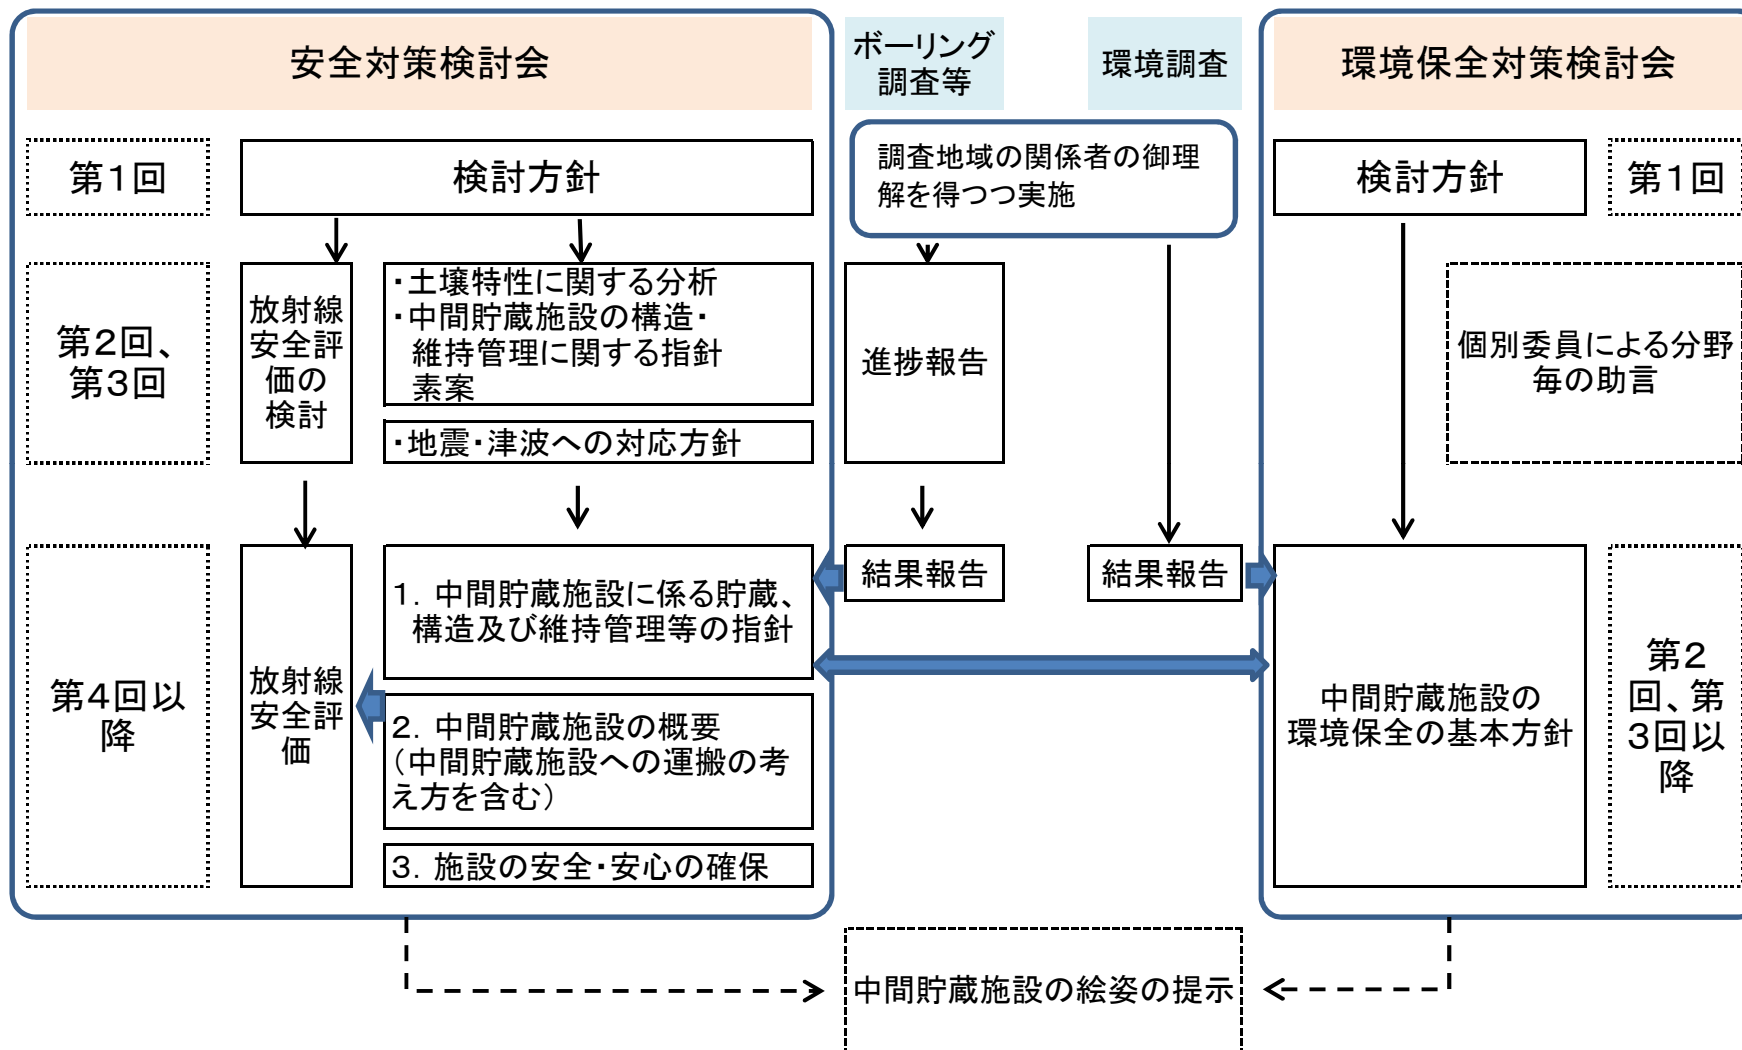 安全対策検討会
ボーリング
調査等
環境調査
環境保全対策検討会
第1回
検討方針
調査地域の関係者の御理
解を得つつ実施
検討方針
第1回
第2回、
第3回
放射線
安全評
価の
検討
・土壌特性に関する分析
・中間貯蔵施設の構造・
維持管理に関する指針
素案
・地震・津波への対応方針
進捗報告
個別委員による分野
毎の助言
第4回以
降
放射線
安全評
価
1．中間貯蔵施設に係る貯蔵、
構造及び維持管理等の指針
2．中間貯蔵施設の概要
（中間貯蔵施設への運搬の考
え方を含む）
3．施設の安全・安心の確保
結果報告
結果報告
中間貯蔵施設の
環境保全の基本方針
第2
回、第
3回以
降
中間貯蔵施設の絵姿の提示